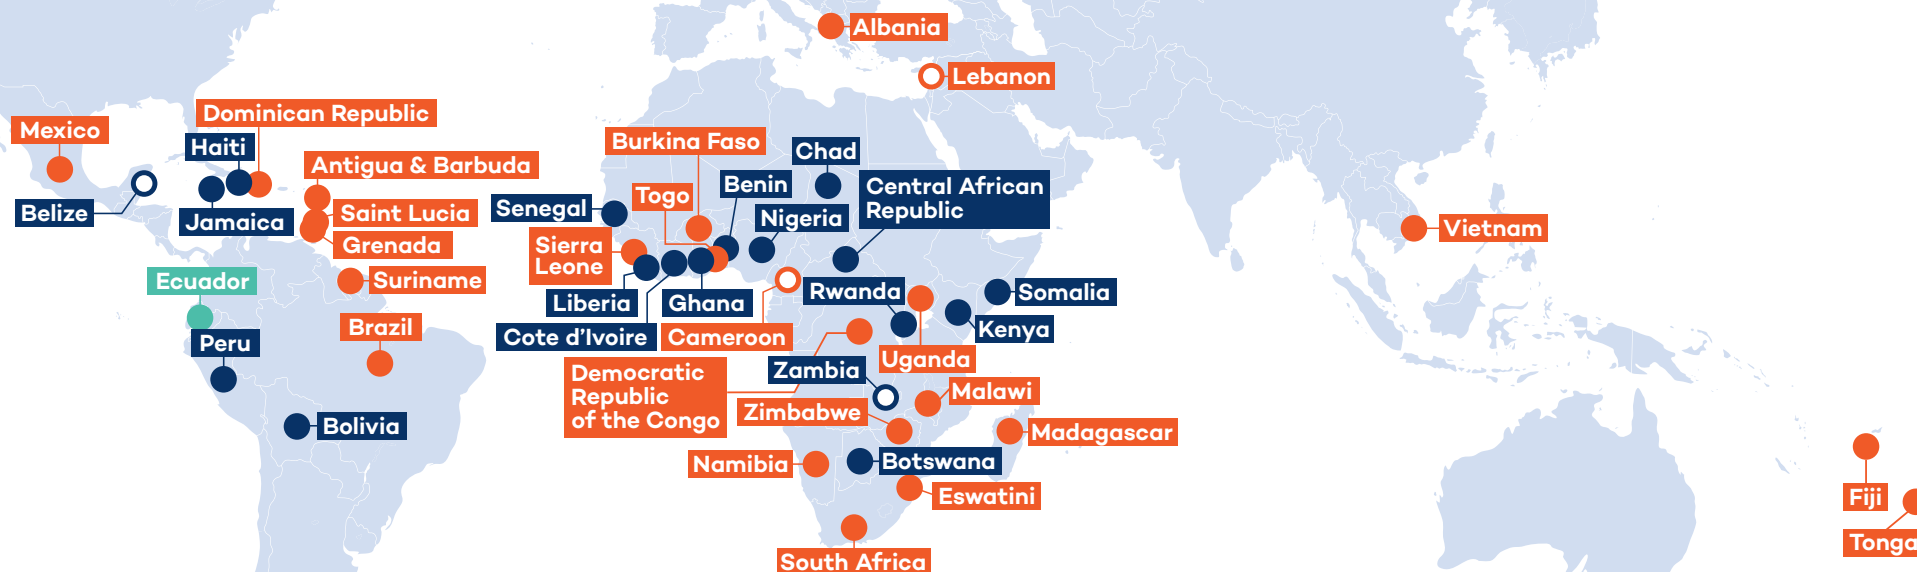 Albania
Lebanon
Dominican Republic
Mexico
Haiti
Burkina Faso
Chad
Antigua & Barbuda
Benin
Central African
Republic
Togo
Senegal
Belize
Jamaica
Saint Lucia
Nigeria
Vietnam
Grenada
Sierra
Leone
Ecuador
Suriname
Rwanda
Somalia
Liberia
Ghana
Brazil
Kenya
Cote d'Ivoire
Cameroon
Peru
Uganda
Democratic
Republic
of the Congo
Zambia
Malawi
Zimbabwe
Bolivia
Madagascar
Namibia
Botswana
Eswatini
Fiji
Tonga
South Africa